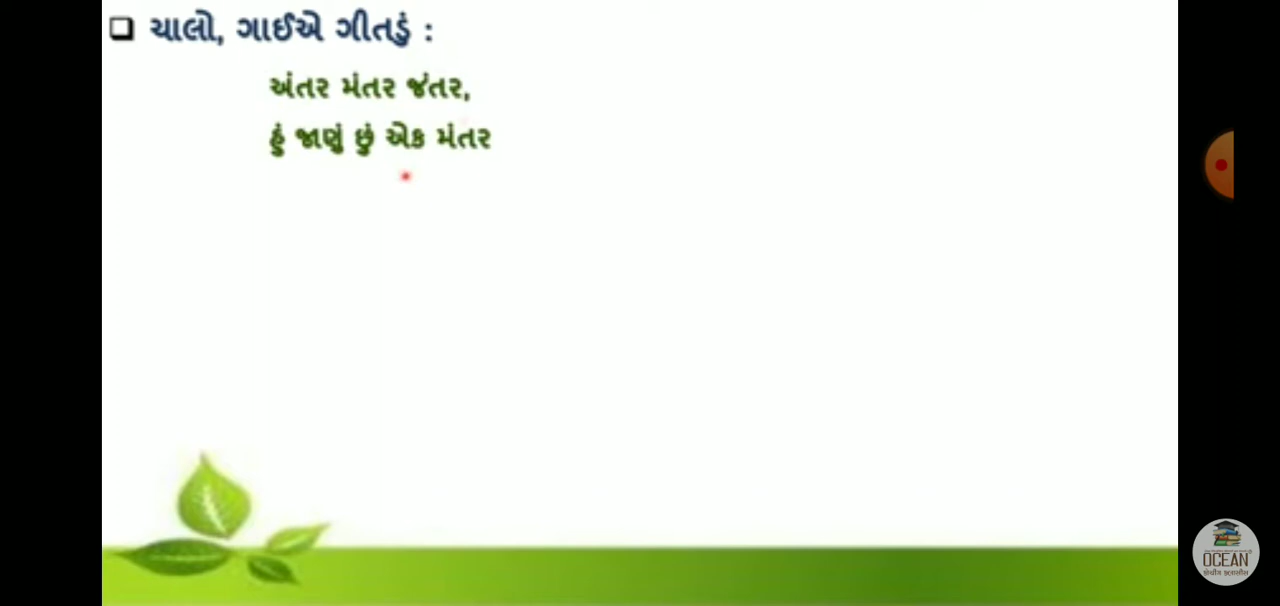 ચાલો, ગાઈએ ગીતડું :
અંતર મંતર જંતર,
હું જાણું છું એક મંતર
OCEAN
કોચીંગ ક્લાસીસ